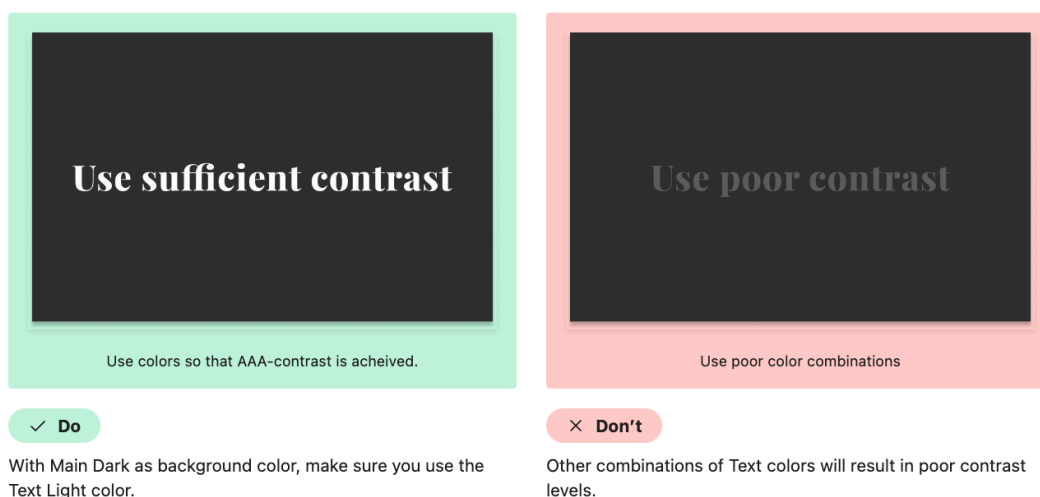 Use sufficient contrast
Use colors so that AAA-contrast is acheived.
Do
With Main Dark as background color, make sure you use the
Text Light color.
Use poor contrast
Use poor color combinations
Don’t
Other combinations of Text colors will result in poor contrast
levels.